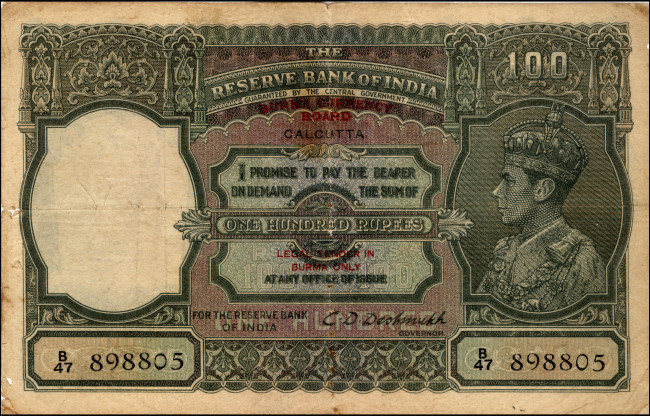 THE
RESERVE BANK OF INDIA
GUARANTEED BY THE CENTRAL GOVERNMENT
BURMA CURRENCY
BOARD
CALCUTTA
100
100
I PROMISE TO PAY THE BEARER
ON DEMAND THE SUM OF
ONE HUNDRED RUPEES
LEGAL TENDER IN
BURMA ONLY
AT ANY OFFICE OF ISSUE
FOR THE RESERVE BANK
OF INDIA
C D Deshmukh
GOVERNOR
B/47 898805
B/47 898805